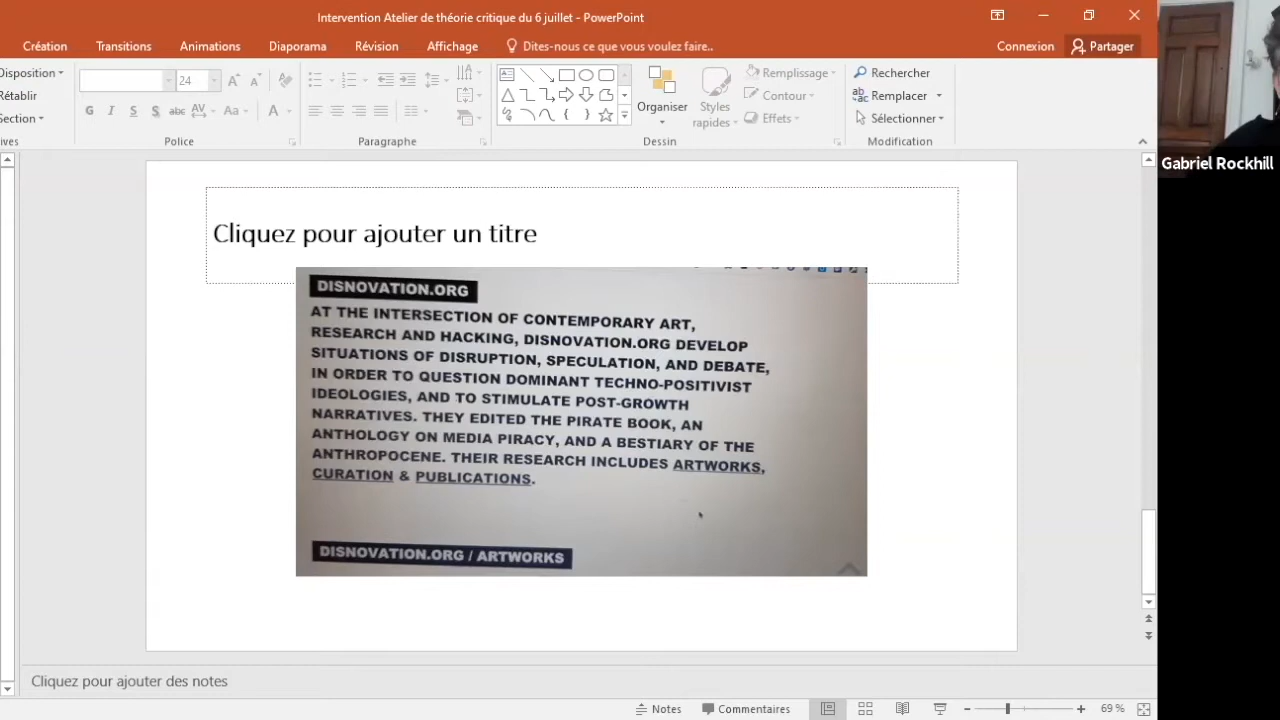 Intervention Atelier de théorie critique du 6 juillet - PowerPoint
Création Transitions Animations Diaporama Révision Affichage Dites-nous ce que vous voulez faire.. Connexion Partager
Disposition
Rétablir
Section
24
G I S S abc AV Aa A
Police
Paragraphe
Organiser
Styles
rapides
Remplissage
Contour
Effets
Dessin
Rechercher
Remplacer
Sélectionner
Modification
Gabriel Rockhill
Cliquez pour ajouter un titre
DISNOVATION.ORG
AT THE INTERSECTION OF CONTEMPORARY ART,
RESEARCH AND HACKING, DISNOVATION.ORG DEVELOP
SITUATIONS OF DISRUPTION, SPECULATION, AND DEBATE,
IN ORDER TO QUESTION DOMINANT TECHNO-POSITIVIST
IDEOLOGIES, AND TO STIMULATE POST-GROWTH
NARRATIVES. THEY EDITED THE PIRATE BOOK, AN
ANTHOLOGY ON MEDIA PIRACY, AND A BESTIARY OF THE
ANTHROPOCENE. THEIR RESEARCH INCLUDES ARTWORKS,
CURATION & PUBLICATIONS.
DISNOVATION.ORG / ARTWORKS
Cliquez pour ajouter des notes
Notes Commentaires 69 %